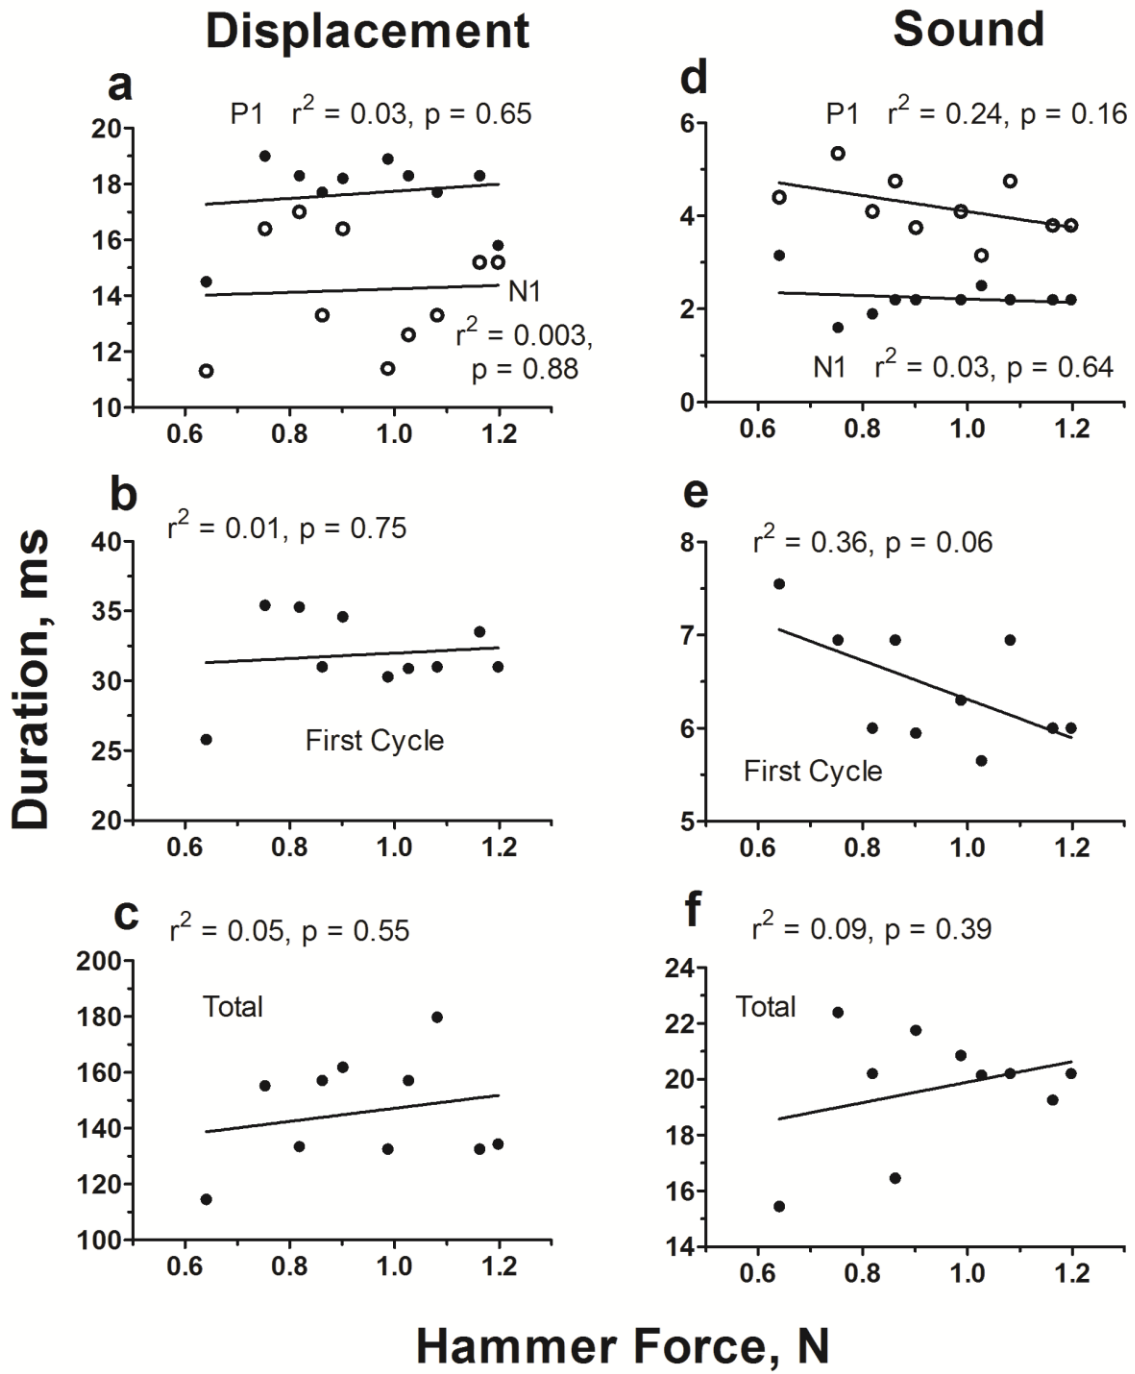 Displacement
Sound
a
P1 r² = 0.03, p = 0.65
20
18
16
14
12
10
N1
r² = 0.003,
p = 0.88
0.6 0.8 1.0 1.2
d
P1 r² = 0.24, p = 0.16
6
4
2
0
N1 r² = 0.03, p = 0.64
0.6 0.8 1.0 1.2
b
r² = 0.01, p = 0.75
40
35
30
25
20
First Cycle
0.6 0.8 1.0 1.2
e
r² = 0.36, p = 0.06
8
7
6
5
First Cycle
0.6 0.8 1.0 1.2
c
r² = 0.05, p = 0.55
200
180
160
140
120
100
Total
0.6 0.8 1.0 1.2
f
r² = 0.09, p = 0.39
24
22
20
18
16
14
Total
0.6 0.8 1.0 1.2
Duration, ms
Hammer Force, N